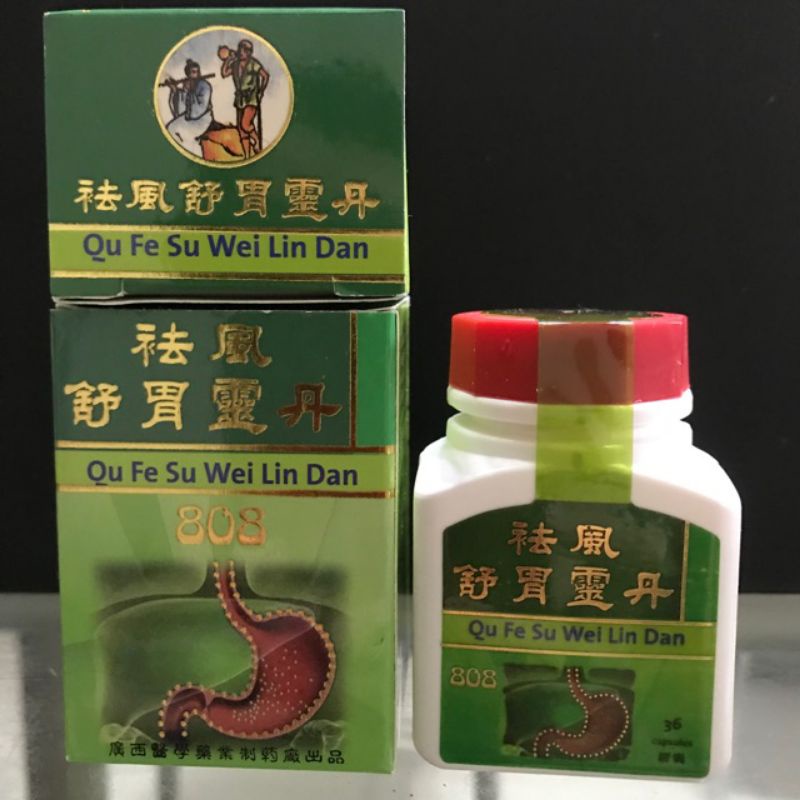 祛風舒胃靈丹
Qu Fe Su Wei Lin Dan
祛風
舒胃靈丹
Qu Fe Su Wei Lin Dan
808
廣西醫學藥業制药廠出品
祛風
舒胃靈丹
Qu Fe Su Wei Lin Dan
808
36
capsules
膠囊